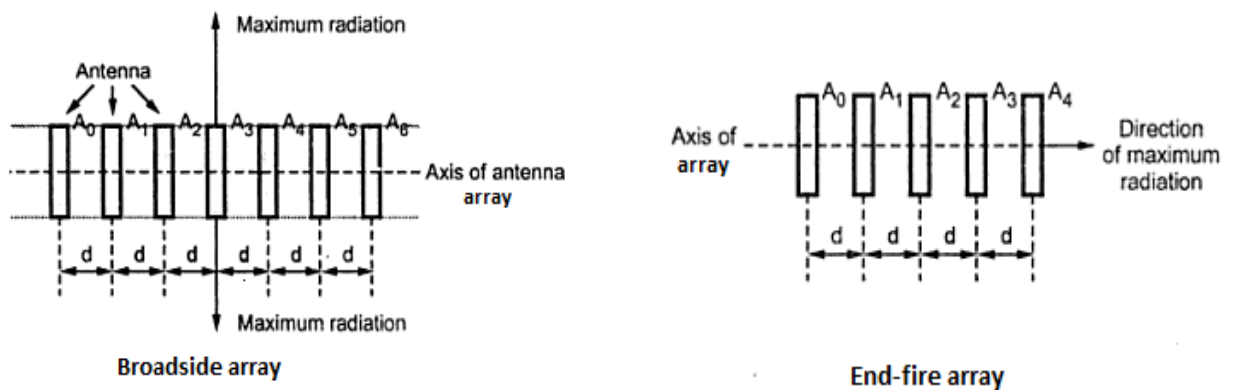 Maximum radiation
Antenna
A0 A1 A2 A3 A4 A5 A6
Axis of antenna
array
d d d d d d
Maximum radiation
Broadside array
A0 A1 A2 A3 A4
Axis of
array
Direction
of maximum
radiation
d d d d
End-fire array